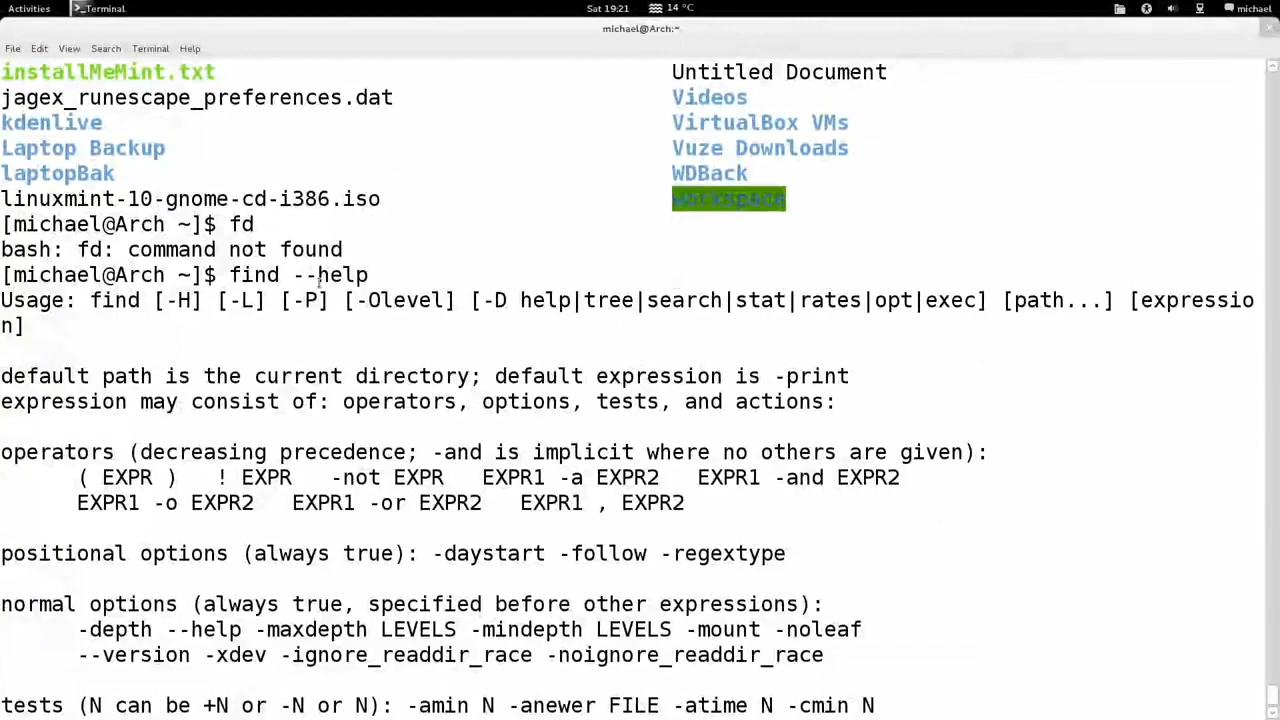 Activities Terminal Sat 19:21 14 °C michael
michael@Arch:~
File Edit View Search Terminal Help
installMeMint.txt Untitled Document
jagex_runescape_preferences.dat Videos
kdenlive VirtualBox VMs
Laptop Backup Vuze Downloads
laptopBak WDBack
linuxmint-10-gnome-cd-i386.iso workspace
[michael@Arch ~]$ fd
bash: fd: command not found
[michael@Arch ~]$ find --help
Usage: find [-H] [-L] [-P] [-Olevel] [-D help|tree|search|stat|rates|opt|exec] [path...] [expressio
n]
default path is the current directory; default expression is -print
expression may consist of: operators, options, tests, and actions:
operators (decreasing precedence; -and is implicit where no others are given):
( EXPR ) ! EXPR -not EXPR EXPR1 -a EXPR2 EXPR1 -and EXPR2
EXPR1 -o EXPR2 EXPR1 -or EXPR2 EXPR1 , EXPR2
positional options (always true): -daystart -follow -regextype
normal options (always true, specified before other expressions):
-depth --help -maxdepth LEVELS -mindepth LEVELS -mount -noleaf
--version -xdev -ignore_readdir_race -noignore_readdir_race
tests (N can be +N or -N or N): -amin N -anewer FILE -atime N -cmin N